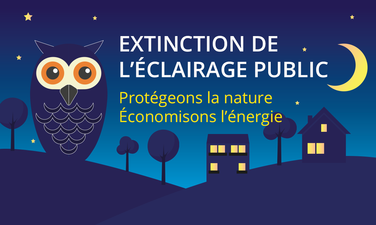 EXTINCTION DE
L’ÉCLAIRAGE PUBLIC
Protégeons la nature
Économisons l’énergie